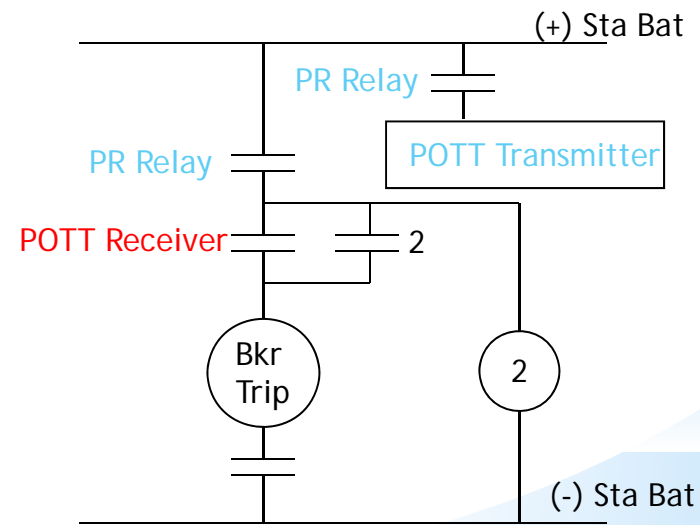 (+) Sta Bat
PR Relay
POTT Transmitter
PR Relay
POTT Receiver
2
Bkr
Trip
2
(-) Sta Bat